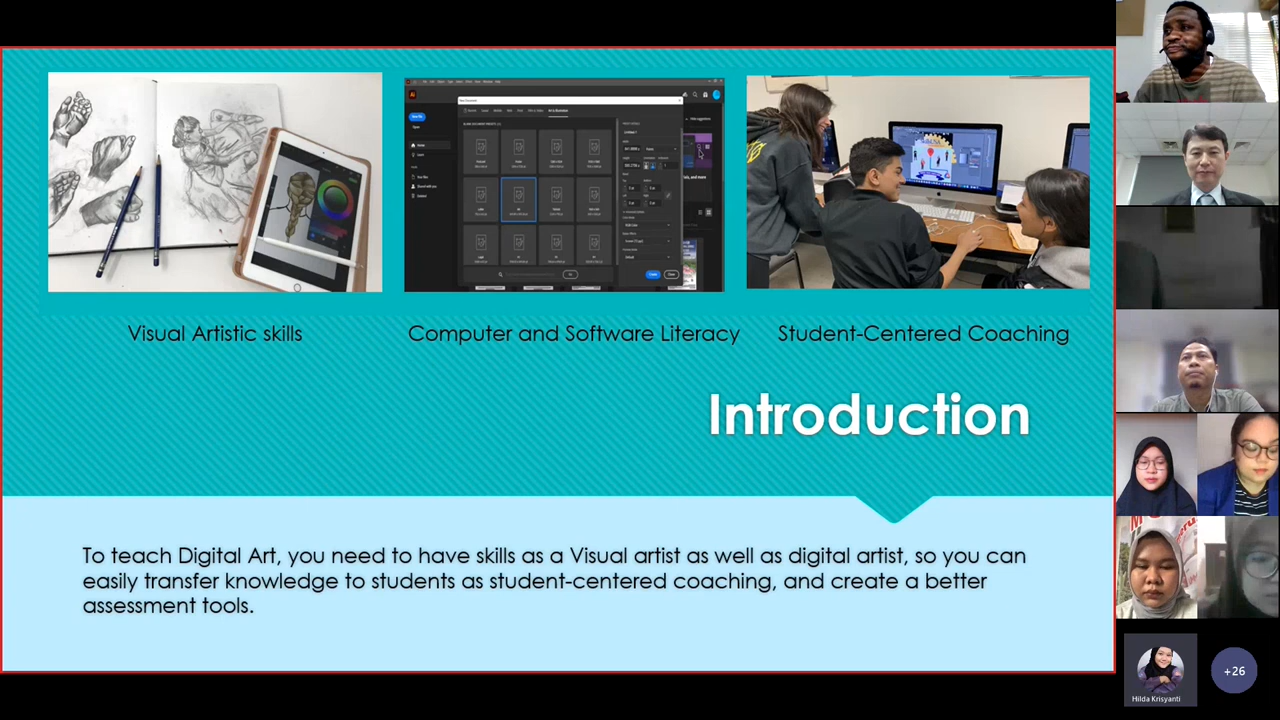 Visual Artistic skills
Computer and Software Literacy
Student-Centered Coaching
Introduction
To teach Digital Art, you need to have skills as a Visual artist as well as digital artist, so you can
easily transfer knowledge to students as student-centered coaching, and create a better
assessment tools.
Hilda Krisyanti
+26